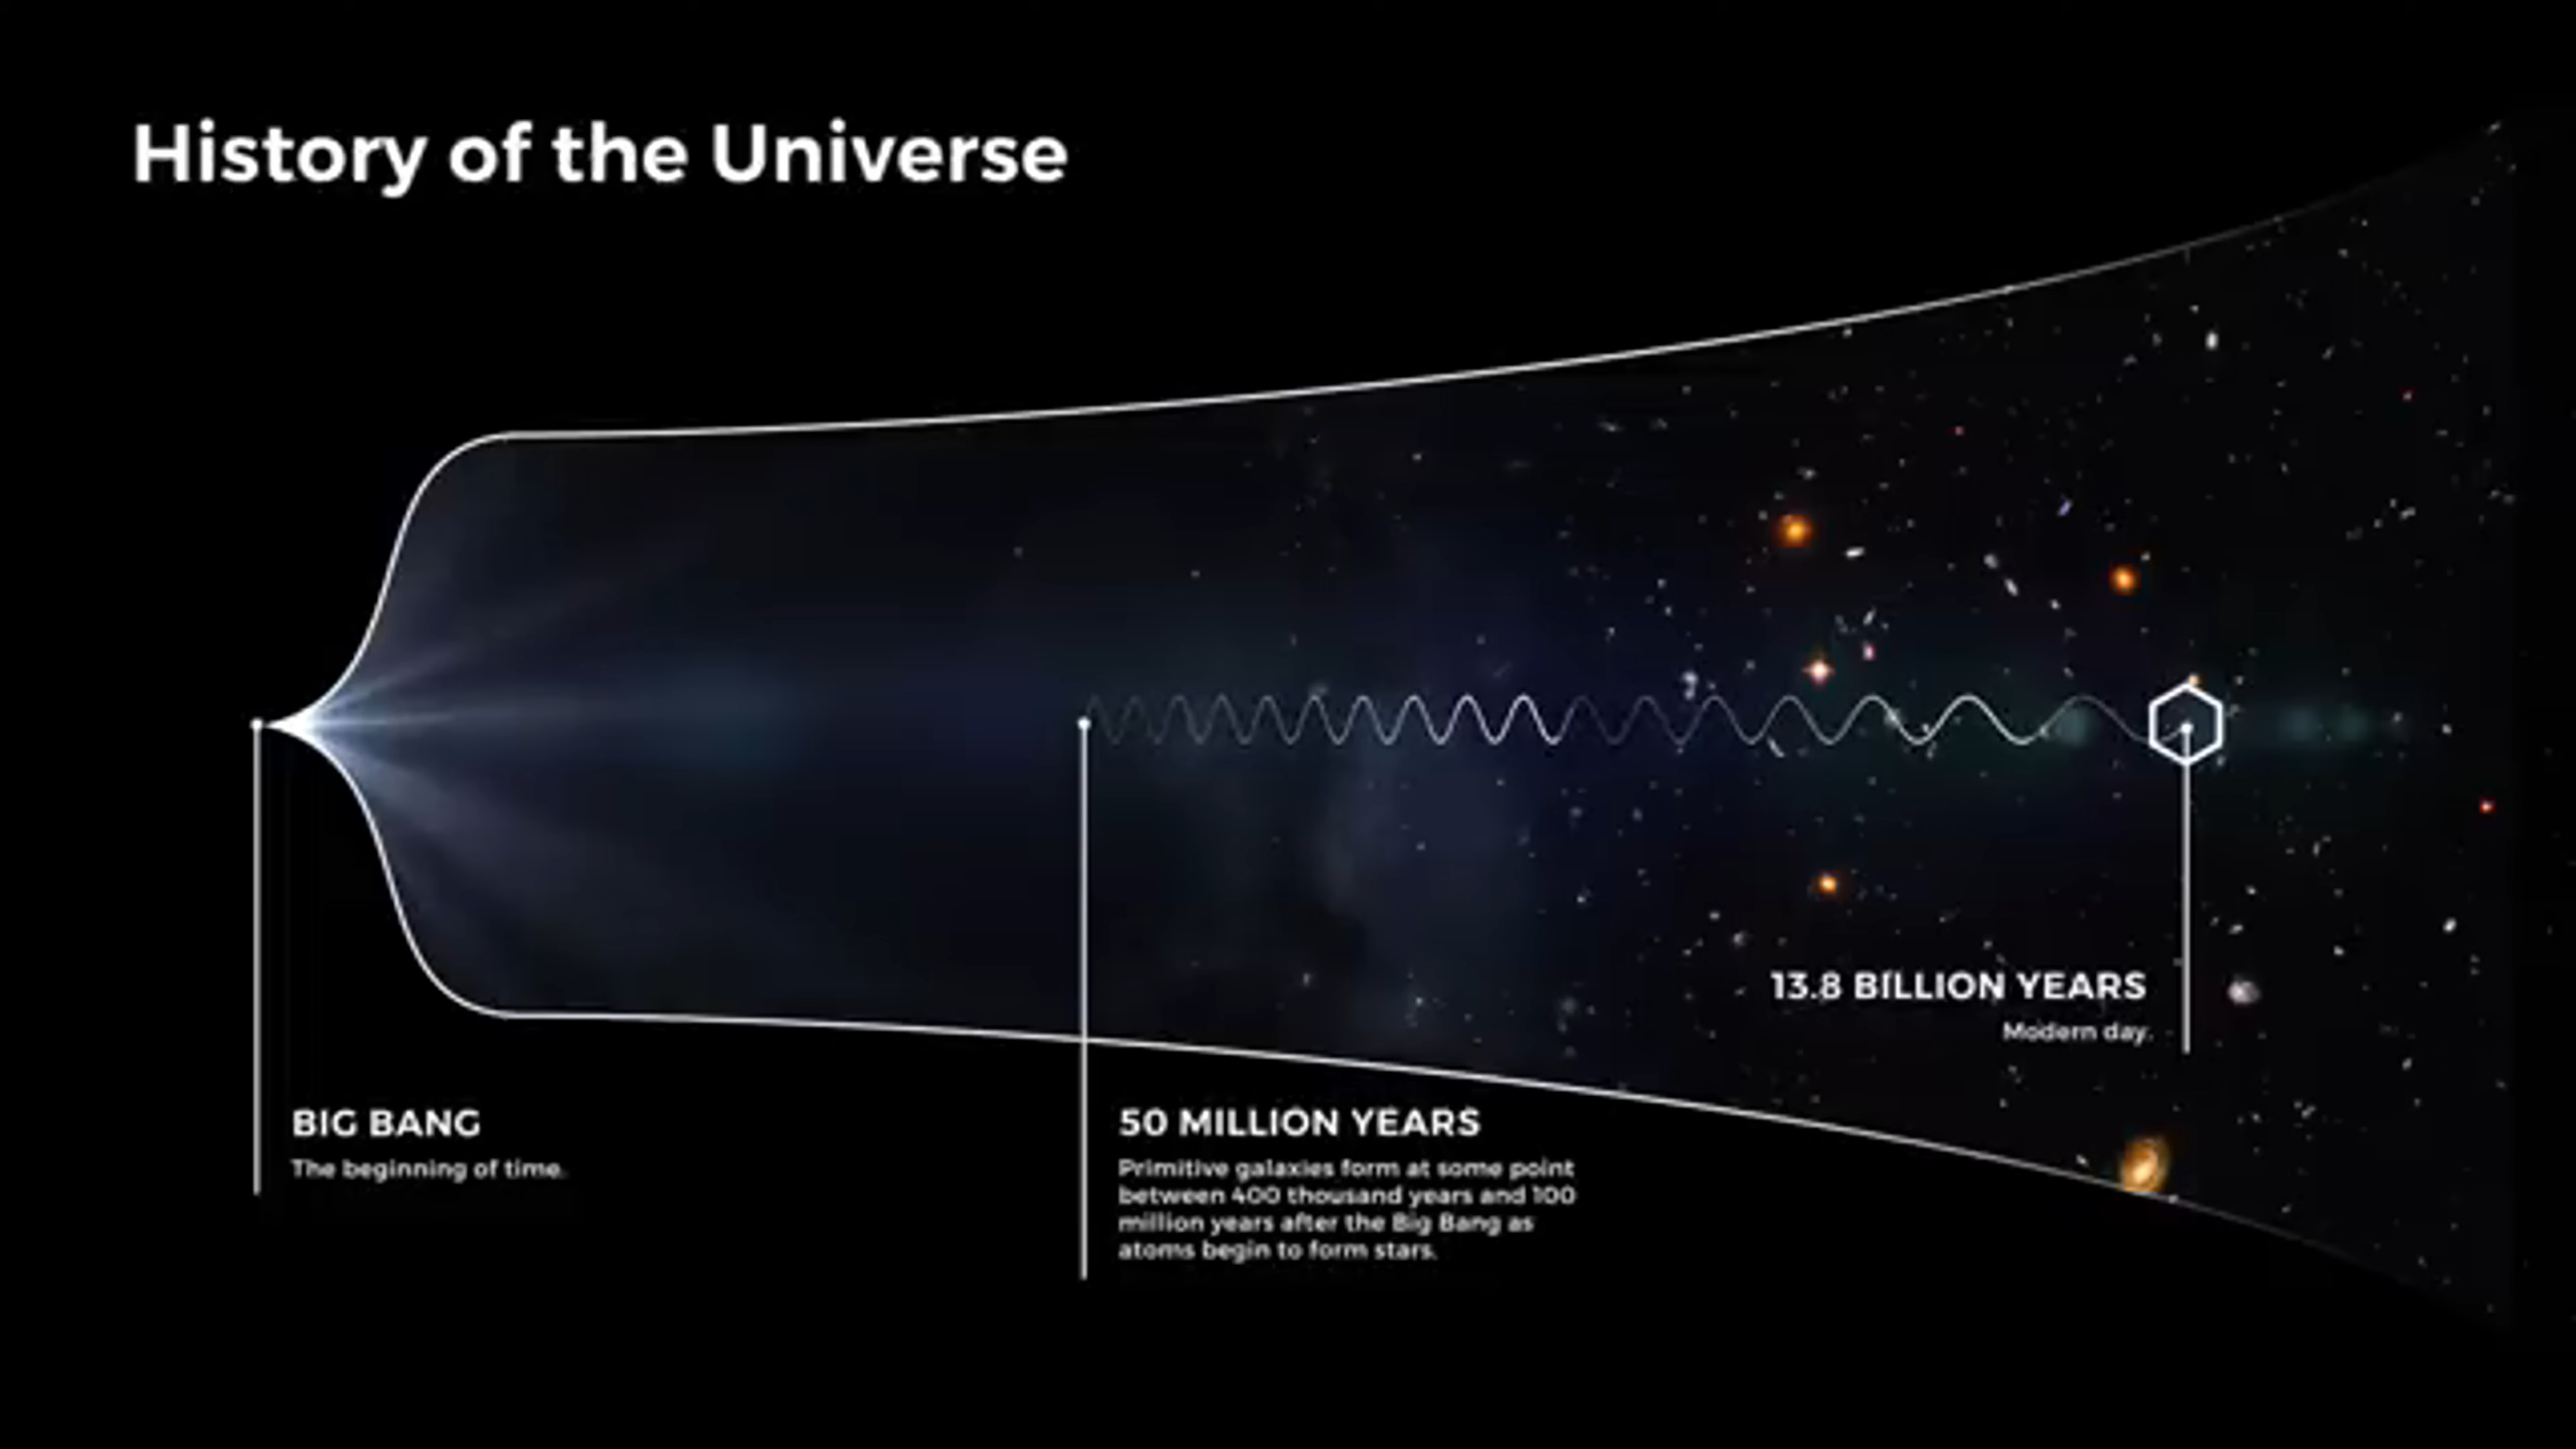 History of the Universe
13.8 BILLION YEARS
Modern day.
BIG BANG
The beginning of time.
50 MILLION YEARS
Primitive galaxies form at some point
between 400 thousand years and 100
million years after the Big Bang as
atoms begin to form stars.